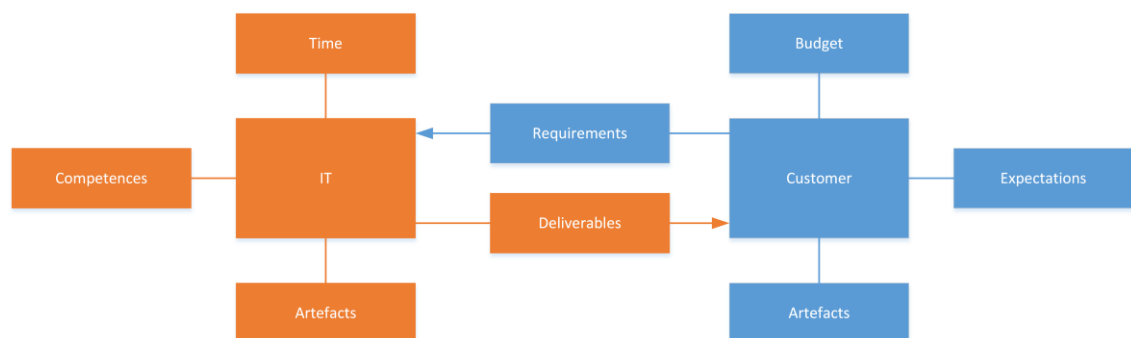 Time
Budget
Requirements
Competences
IT
Customer
Expectations
Deliverables
Artefacts
Artefacts